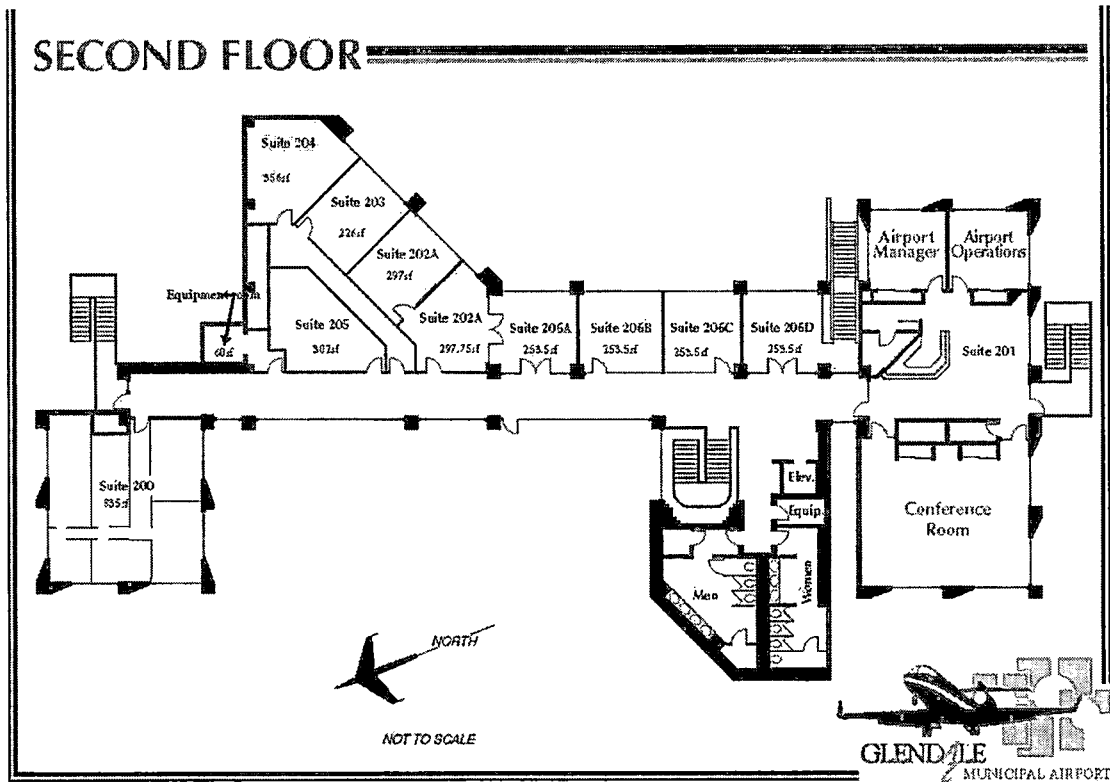 SECOND FLOOR
Suite 204
356sf
Suite 203
226sf
Suite 202A
297sf
Airport
Manager
Airport
Operations
Equipment room
60sf
Suite 205
Suite 202A
297.75sf
Suite 206A
253.5sf
Suite 206B
253.5sf
Suite 206C
253.5sf
Suite 206D
253.5sf
Suite 201
Suite 200
835sf
Elev.
Equip.
Conference
Room
Men
Women
NORTH
NOT TO SCALE
GLENDALE
MUNICIPAL AIRPORT